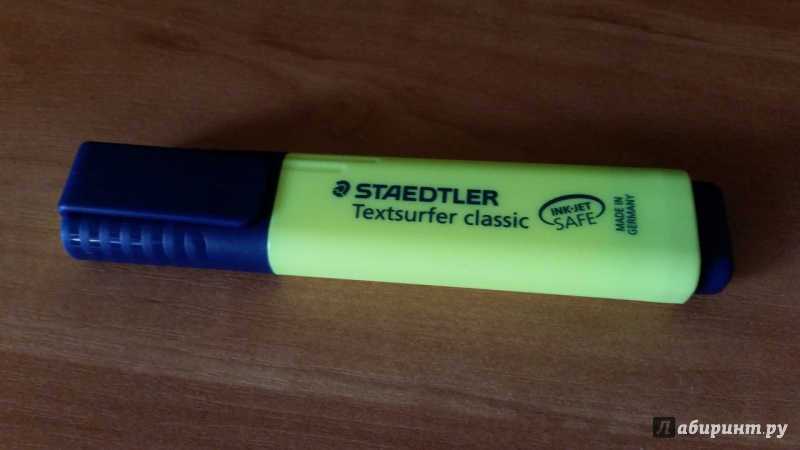 STAEDTLER
Textsurfer classic
INK-JET
SAFE
MADE IN
GERMANY
Лабиринт.ру